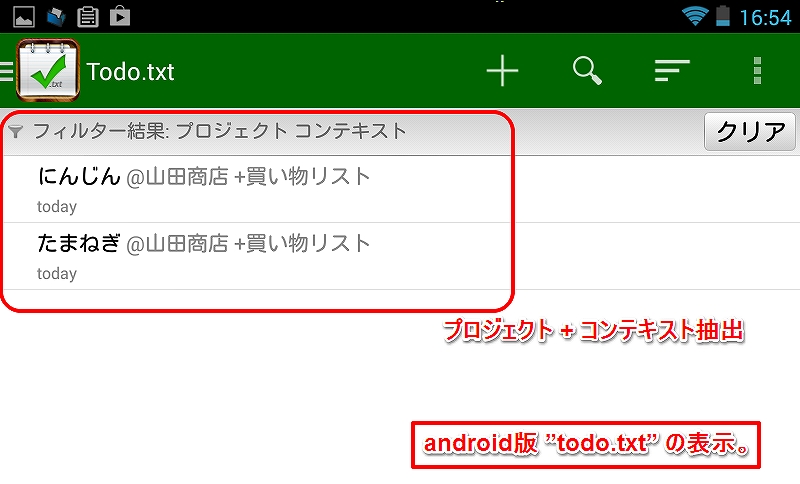 16:54
Todo.txt
フィルター結果: プロジェクト コンテキスト
クリア
にんじん @山田商店 +買い物リスト
today
たまねぎ @山田商店 +買い物リスト
today
プロジェクト + コンテキスト抽出
android版 ”todo.txt” の表示。